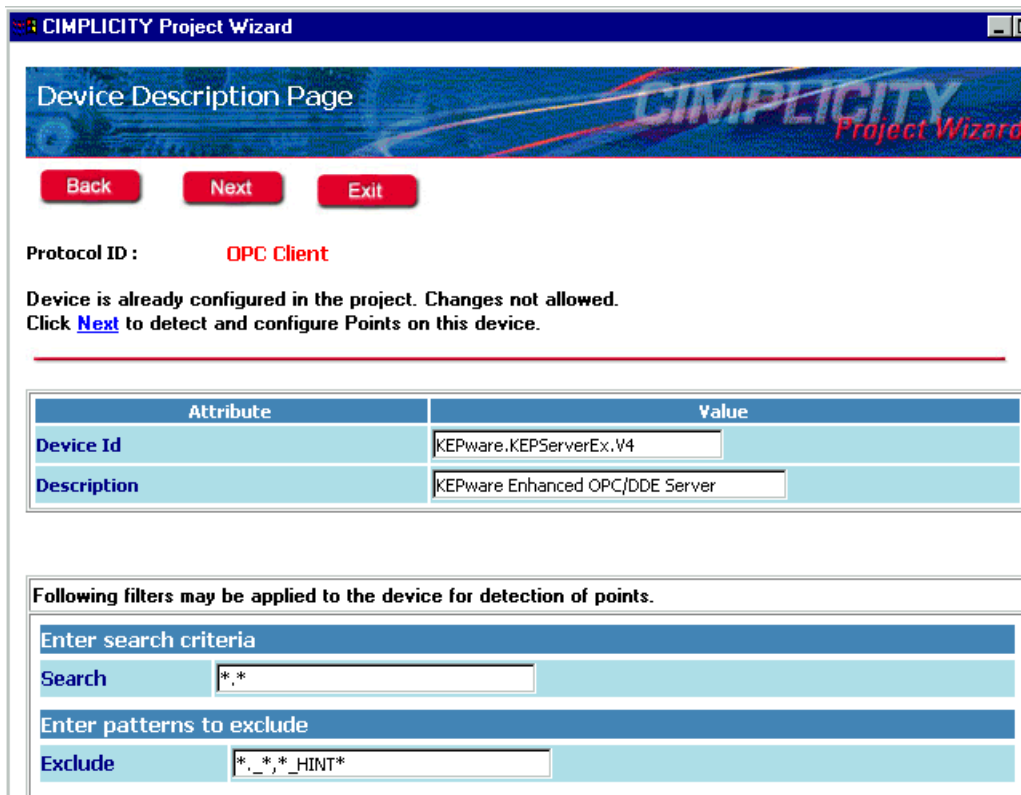 CIMPLICITY Project Wizard
Device Description Page
CIMPLICITY
Project Wizard
Back Next Exit
Protocol ID : OPC Client
Device is already configured in the project. Changes not allowed.
Click Next to detect and configure Points on this device.
Attribute Value
Device Id KEPware.KEPServerEx.V4
Description KEPware Enhanced OPC/DDE Server
Following filters may be applied to the device for detection of points.
Enter search criteria
Search *.*
Enter patterns to exclude
Exclude *._*,*_HINT*